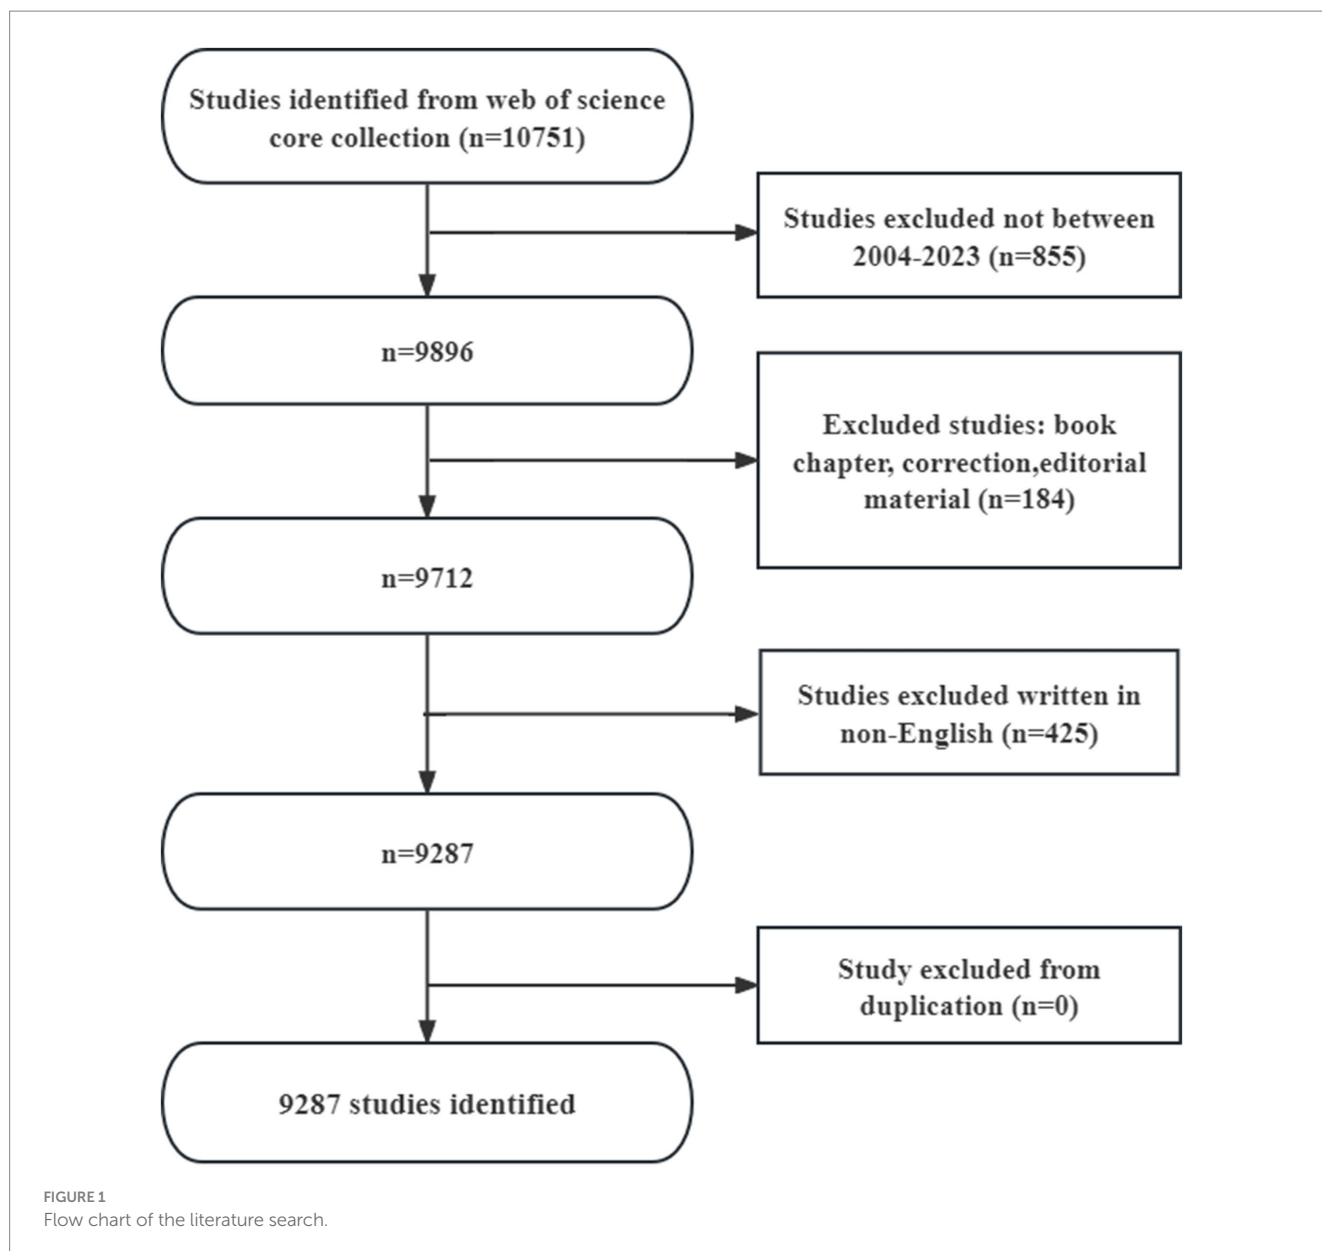 Studies identified from web of science
core collection (n=10751)
Studies excluded not between
2004-2023 (n=855)
n=9896
Excluded studies: book
chapter, correction,editorial
material (n=184)
n=9712
Studies excluded written in
non-English (n=425)
n=9287
Study excluded from
duplication (n=0)
9287 studies identified
FIGURE 1
Flow chart of the literature search.